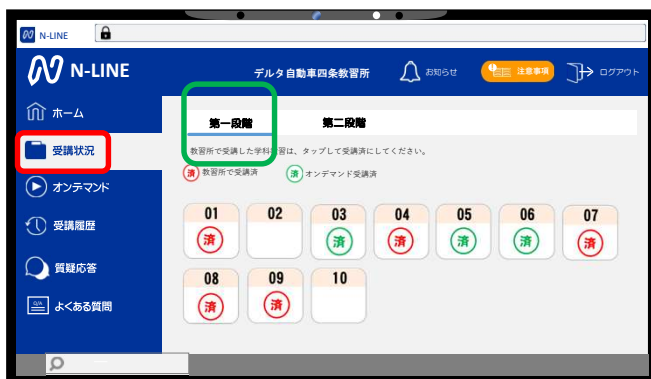 N-LINE
N-LINE
デルタ自動車四条教習所
お知らせ
注意事項
ログアウト
ホーム
受講状況
オンデマンド
受講履歴
質疑応答
Q/A
よくある質問
第一段階
第二段階
教習所で受講した学科教習は、タップして受講済にしてください。
済 教習所で受講済
済 オンデマンド受講済
01 02 03 04 05 06 07
済 済 済 済 済 済
08 09 10
済 済